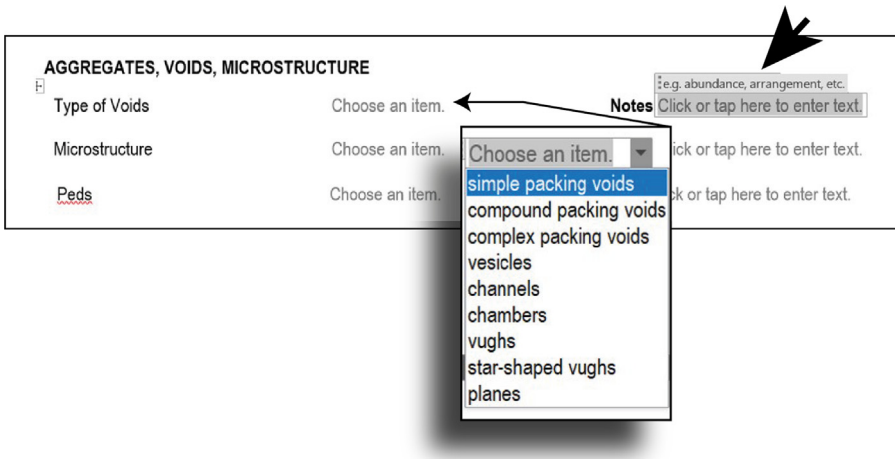 AGGREGATES, VOIDS, MICROSTRUCTURE
e.g. abundance, arrangement, etc.
Type of Voids Choose an item. Notes Click or tap here to enter text.
Microstructure Choose an item. ick or tap here to enter text.
Peds Choose an item. ck or tap here to enter text.
Choose an item.
simple packing voids
compound packing voids
complex packing voids
vesicles
channels
chambers
vughs
star-shaped vughs
planes